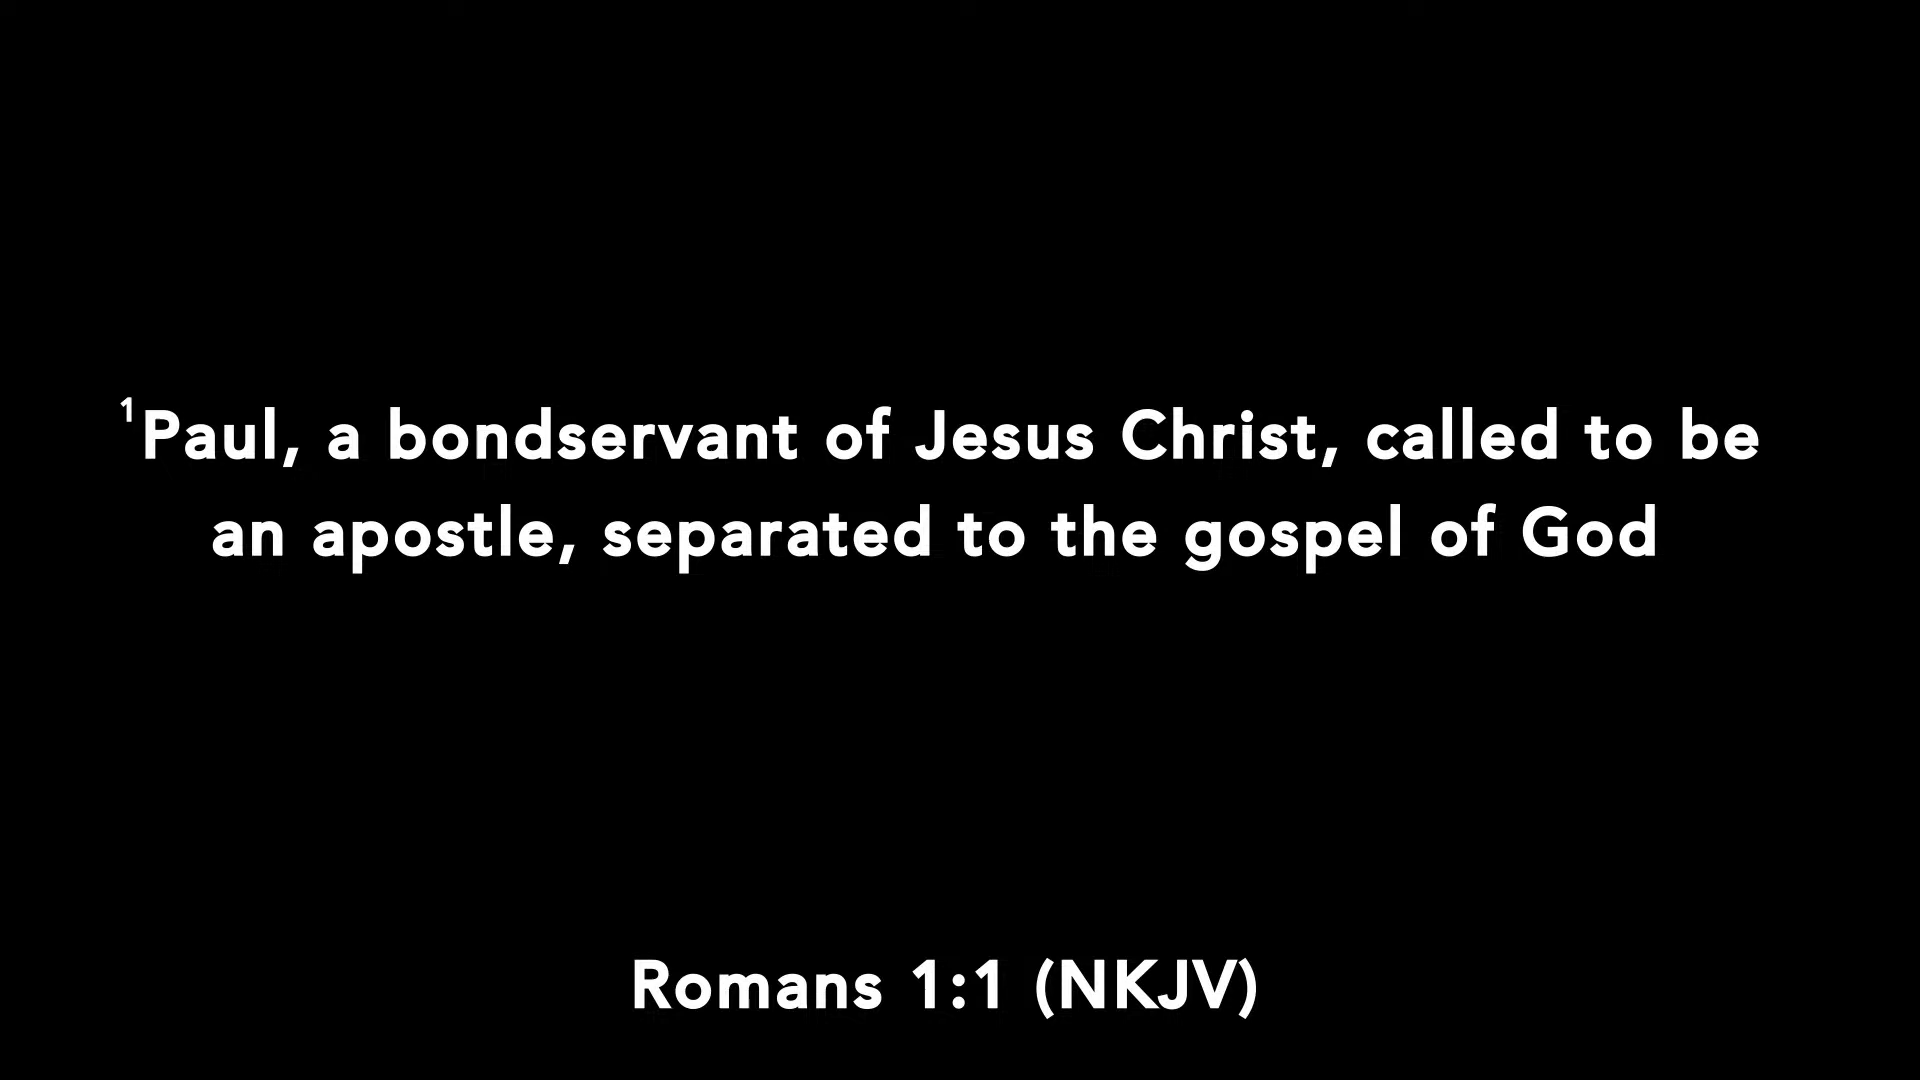 ¹Paul, a bondservant of Jesus Christ, called to be
an apostle, separated to the gospel of God
Romans 1:1 (NKJV)